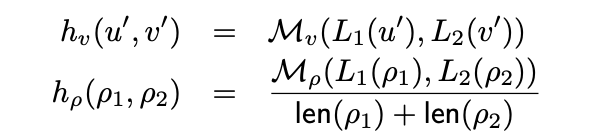 h_v(u′, v′) = ℳ_v(L_1(u′), L_2(v′))
h_ρ(ρ_1, ρ_2) = ℳ_ρ(L_1(ρ_1), L_2(ρ_2)) / len(ρ_1) + len(ρ_2)